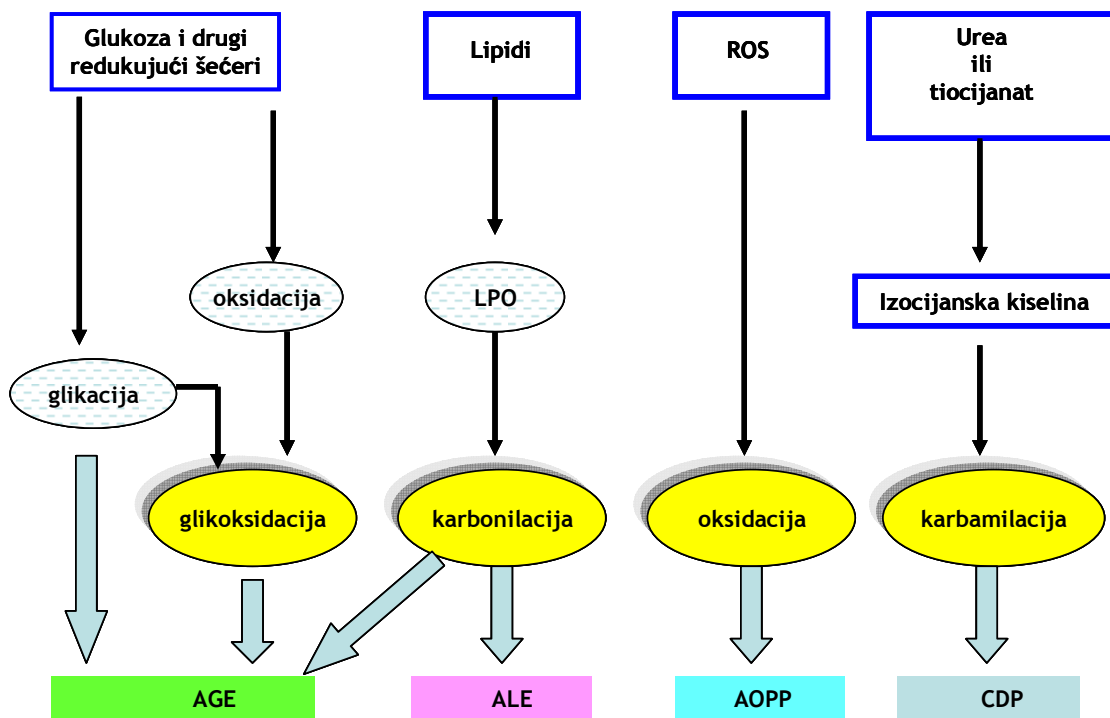 Glukoza i drugi
redukujući šećeri
Lipidi
ROS
Urea
ili
tiocijanat
oksidacija
LPO
Izocijanska kiselina
glikacija
glikoksidacija
karbonilacija
oksidacija
karbamilacija
AGE
ALE
AOPP
CDP